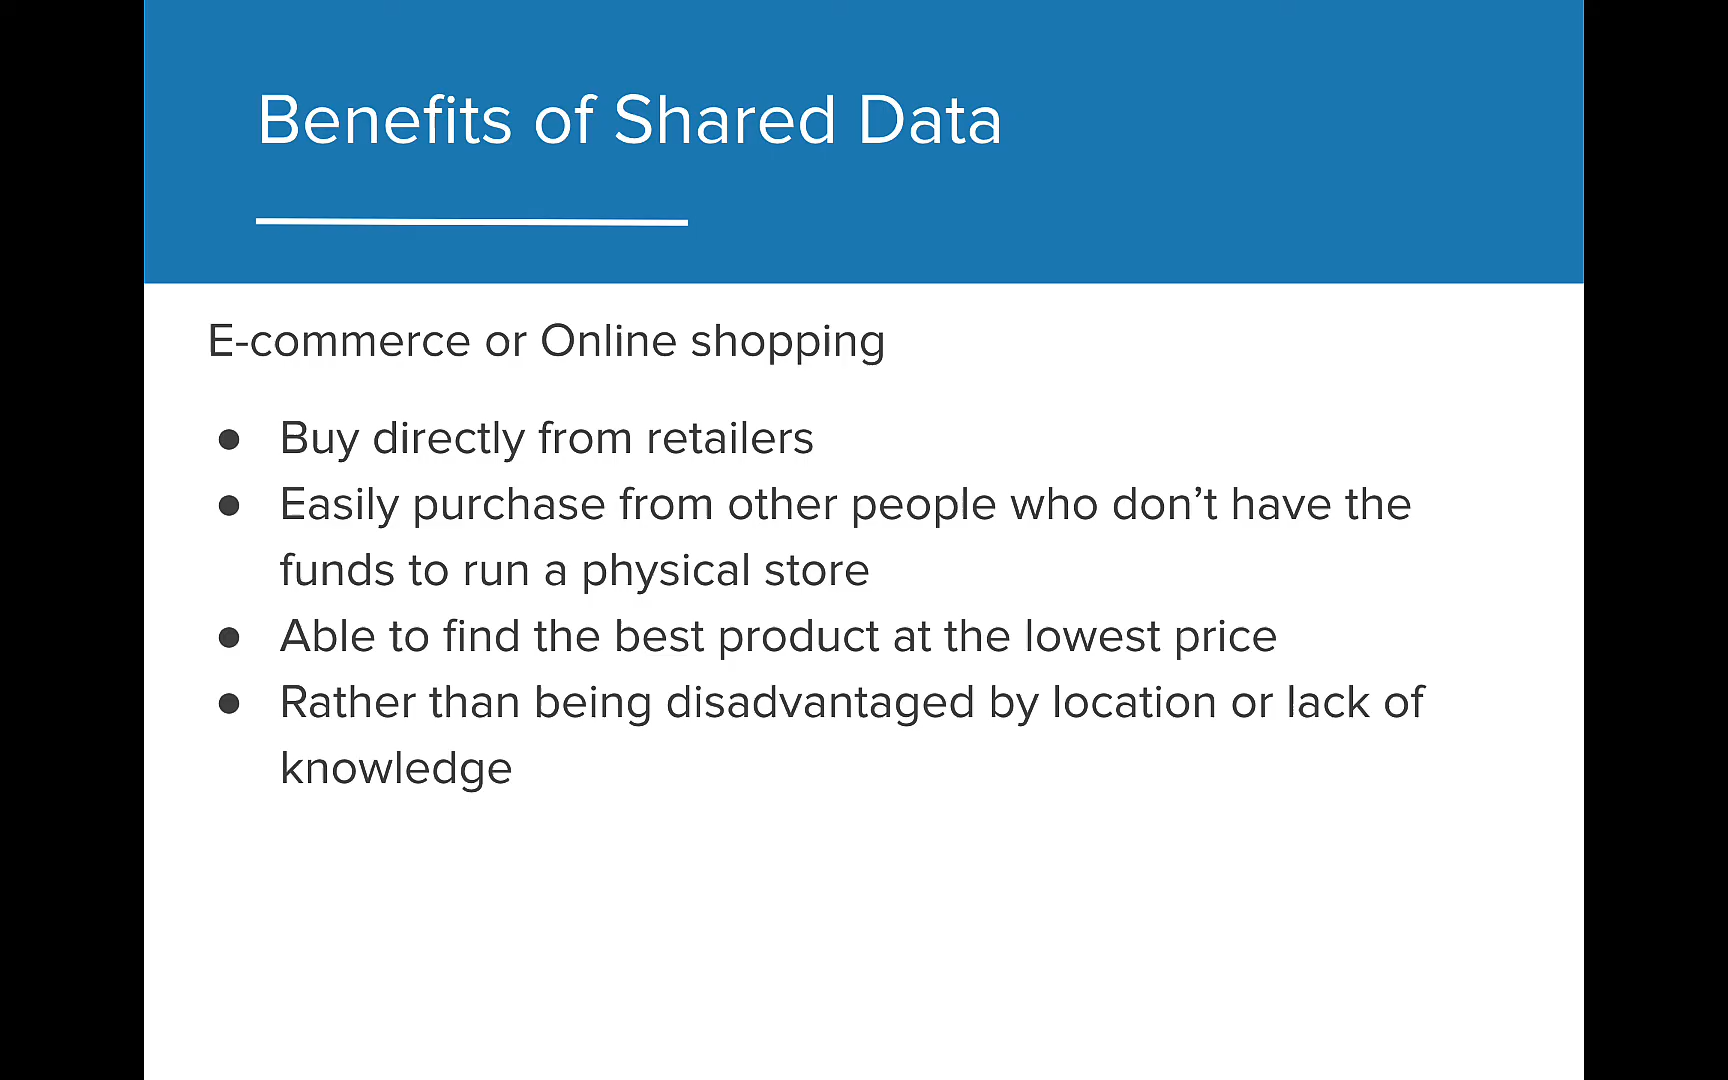 Benefits of Shared Data
E-commerce or Online shopping
● Buy directly from retailers
● Easily purchase from other people who don’t have the
funds to run a physical store
● Able to find the best product at the lowest price
● Rather than being disadvantaged by location or lack of
knowledge